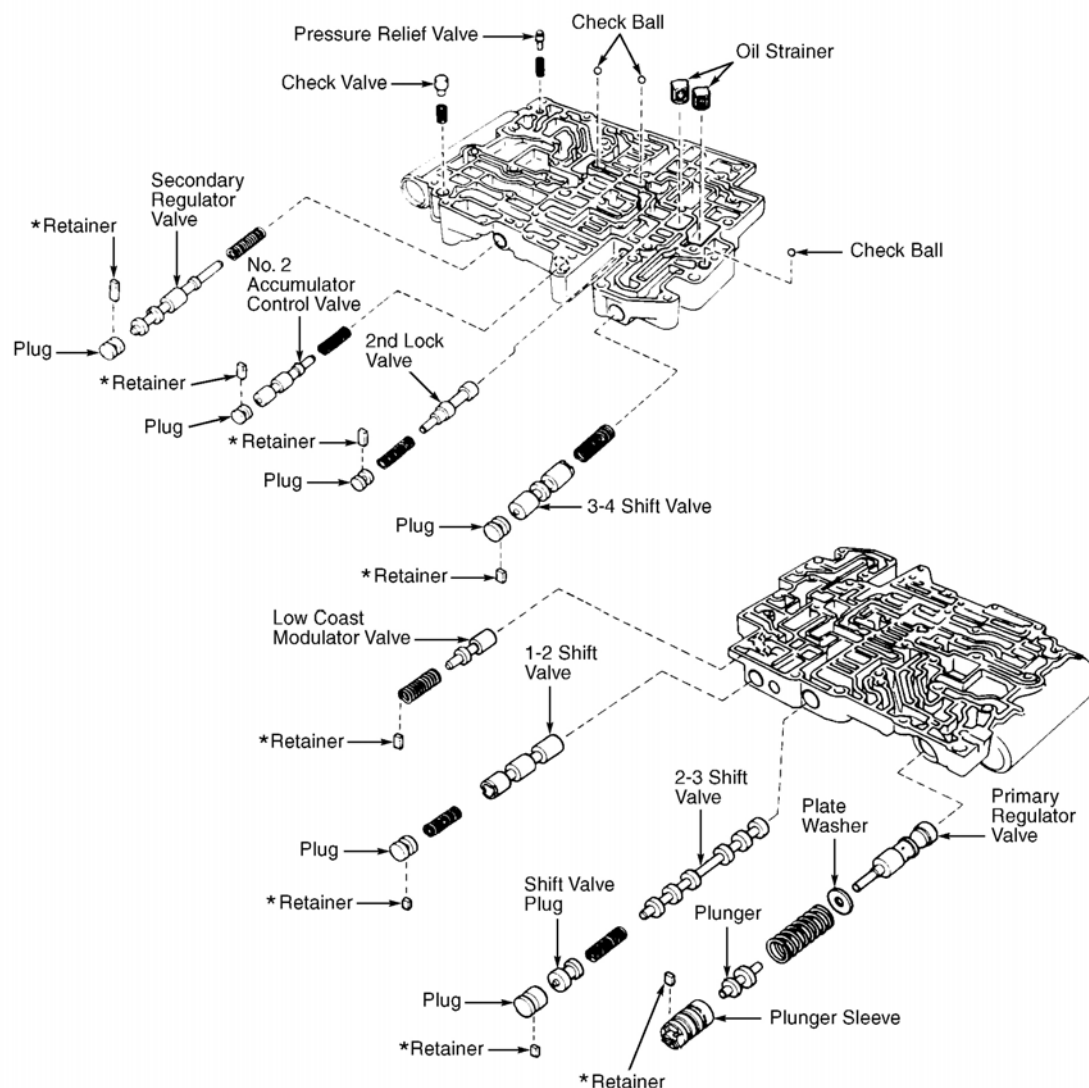 Check Ball
Pressure Relief Valve
Oil Strainer
Check Valve
Secondary
Regulator
Valve
*Retainer
No. 2
Accumulator
Control Valve
Check Ball
2nd Lock
Valve
Plug
*Retainer
Plug
*Retainer
Plug
3-4 Shift Valve
Plug
*Retainer
Low Coast
Modulator Valve
1-2 Shift
Valve
*Retainer
2-3 Shift
Valve
Plate
Washer
Primary
Regulator
Valve
Plug
Shift Valve
Plug
*Retainer
Plunger
Plug
*Retainer
Plunger Sleeve
*Retainer
*Retainer